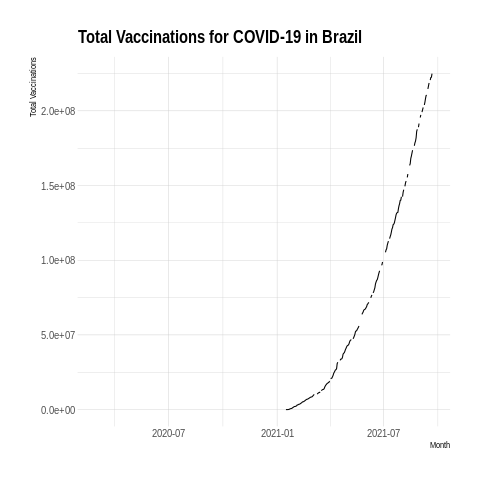 Total Vaccinations for COVID-19 in Brazil
Total Vaccinations
2.0e+08
1.5e+08
1.0e+08
5.0e+07
0.0e+00
2020-07 2021-01 2021-07
Month